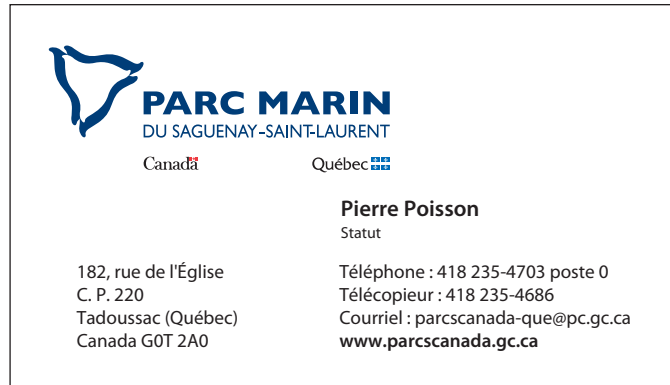 PARC MARIN
DU SAGUENAY-SAINT-LAURENT
Canada
Québec
Pierre Poisson
Statut
182, rue de l'Église
C. P. 220
Tadoussac (Québec)
Canada G0T 2A0
Téléphone : 418 235-4703 poste 0
Télécopieur : 418 235-4686
Courriel : parcscanada-que@pc.gc.ca
www.parcscanada.gc.ca